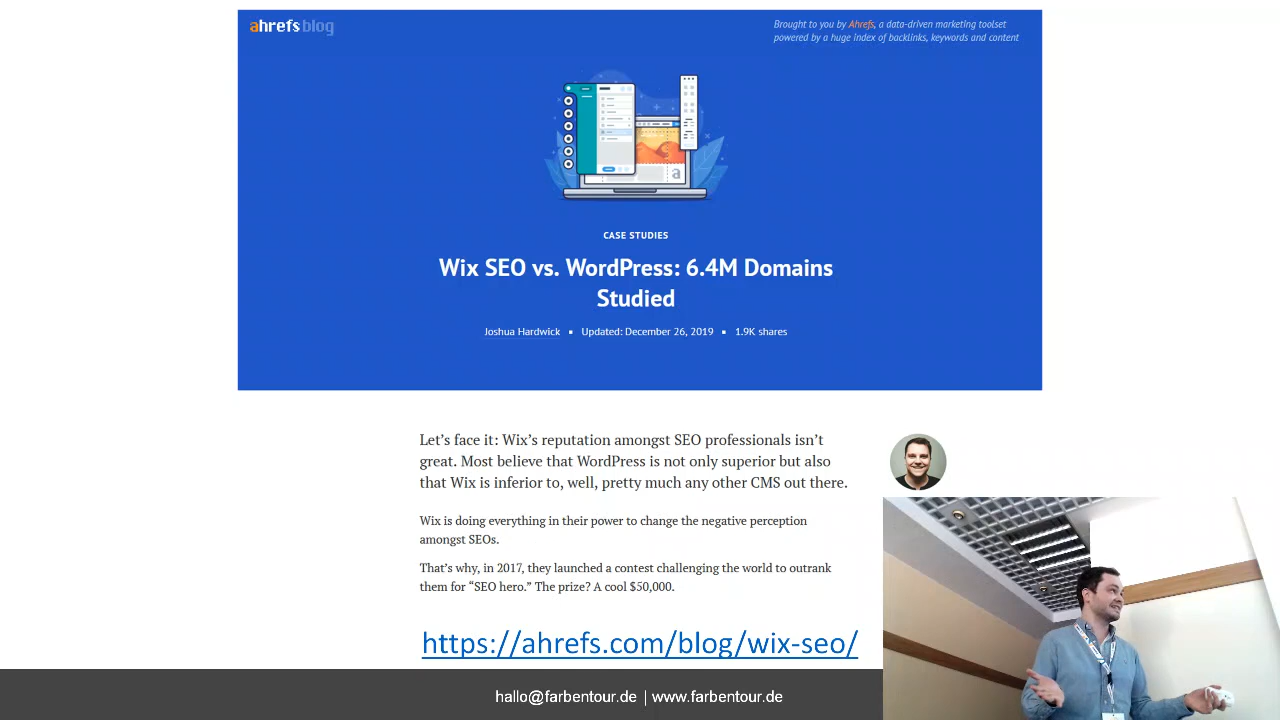 ahrefs blog
Brought to you by Ahrefs, a data-driven marketing toolset
powered by a huge index of backlinks, keywords and content
a
CASE STUDIES
Wix SEO vs. WordPress: 6.4M Domains
Studied
Joshua Hardwick ▪ Updated: December 26, 2019 ▪ 1.9K shares
Let’s face it: Wix’s reputation amongst SEO professionals isn’t
great. Most believe that WordPress is not only superior but also
that Wix is inferior to, well, pretty much any other CMS out there.
Wix is doing everything in their power to change the negative perception
amongst SEOs.
That’s why, in 2017, they launched a contest challenging the world to outrank
them for “SEO hero.” The prize? A cool $50,000.
https://ahrefs.com/blog/wix-seo/
hallo@farbentour.de | www.farbentour.de